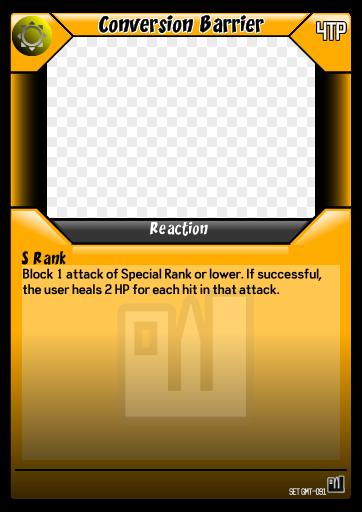 Conversion Barrier
4TP
Reaction
S Rank
Block 1 attack of Special Rank or lower. If successful,
the user heals 2 HP for each hit in that attack.
SET GMT-091